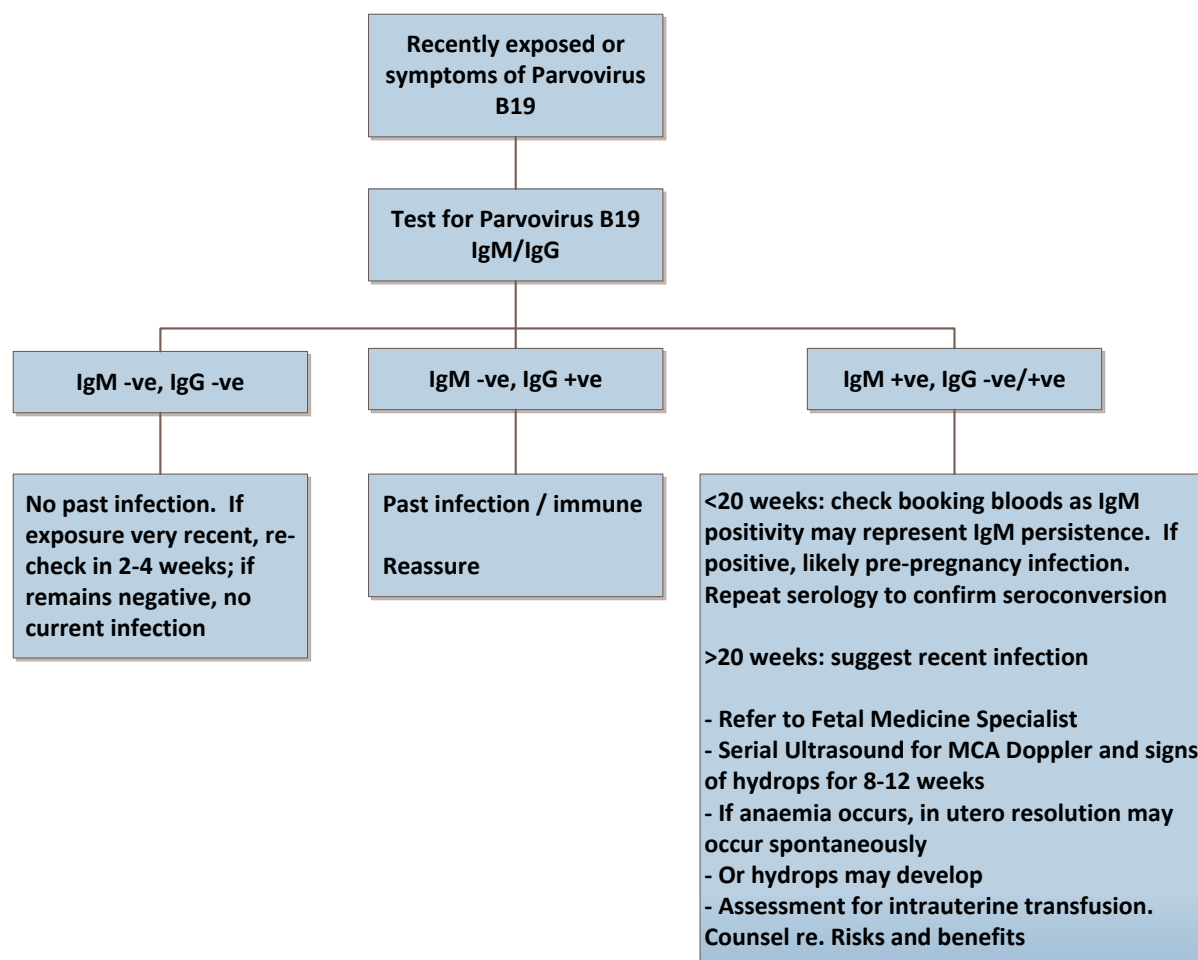 Recently exposed or
symptoms of Parvovirus
B19
Test for Parvovirus B19
IgM/IgG
IgM -ve, IgG -ve
IgM -ve, IgG +ve
IgM +ve, IgG -ve/+ve
No past infection.  If
exposure very recent, re-
check in 2-4 weeks; if
remains negative, no
current infection
Past infection / immune
Reassure
<20 weeks: check booking bloods as IgM
positivity may represent IgM persistence.  If
positive, likely pre-pregnancy infection.
Repeat serology to confirm seroconversion
>20 weeks: suggest recent infection
- Refer to Fetal Medicine Specialist
- Serial Ultrasound for MCA Doppler and signs
of hydrops for 8-12 weeks
- If anaemia occurs, in utero resolution may
occur spontaneously
- Or hydrops may develop
- Assessment for intrauterine transfusion.
Counsel re. Risks and benefits